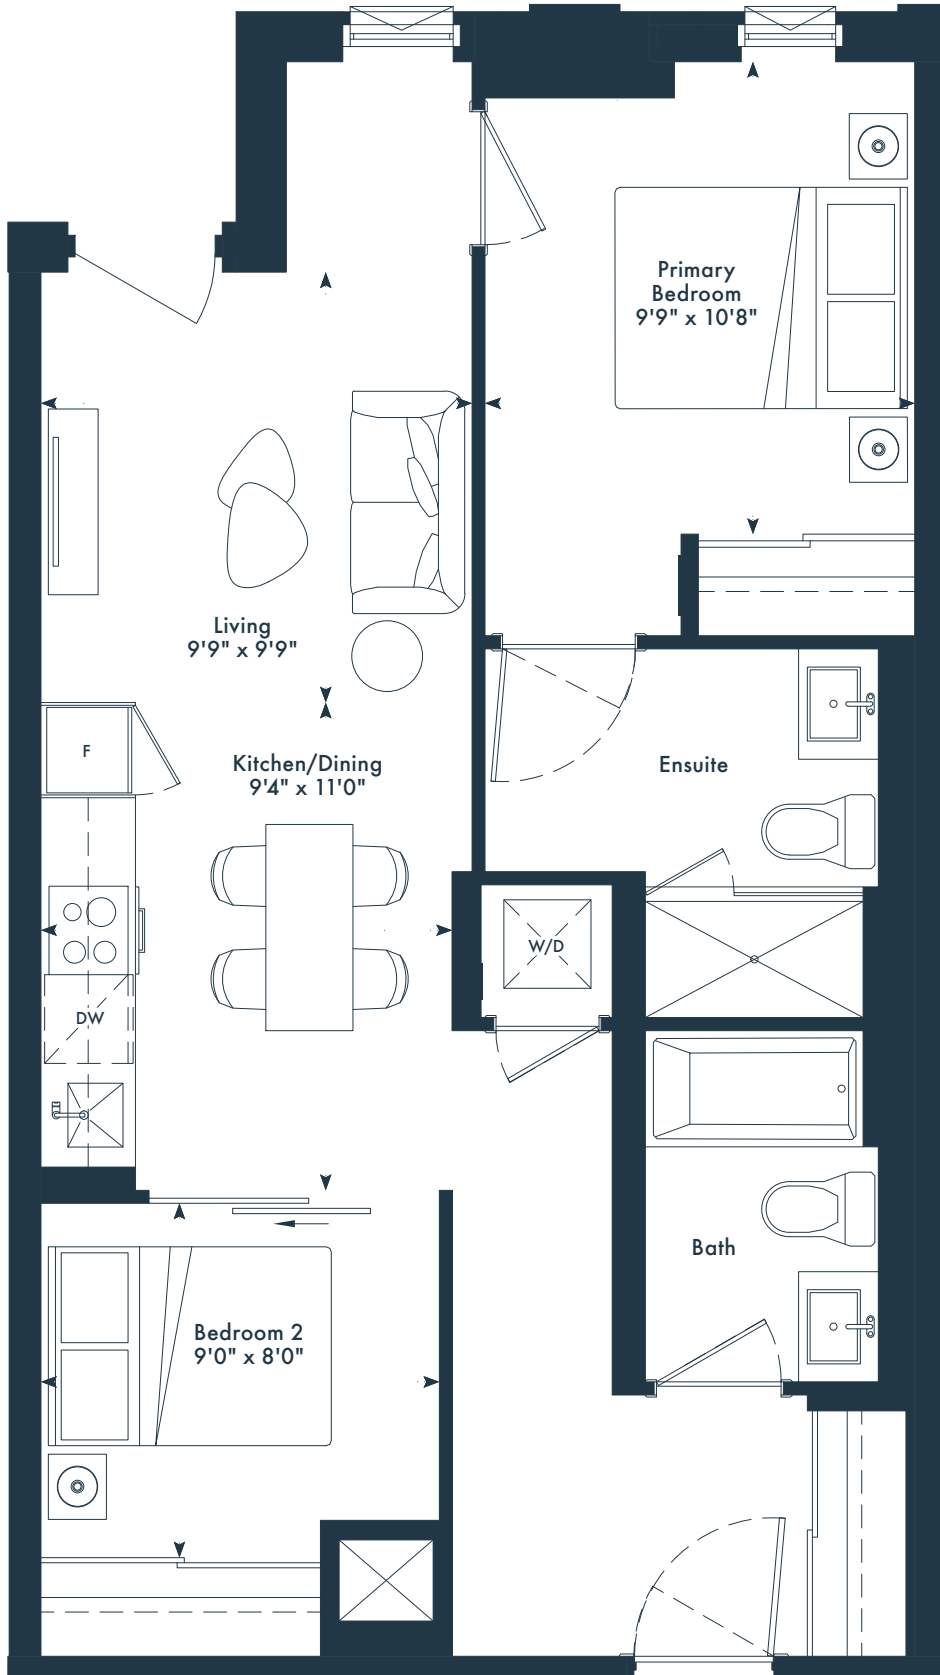 Primary
Bedroom
9'9" x 10'8"
Living
9'9" x 9'9"
F
Kitchen/Dining
9'4" x 11'0"
Ensuite
W/D
DW
Bath
Bedroom 2
9'0" x 8'0"